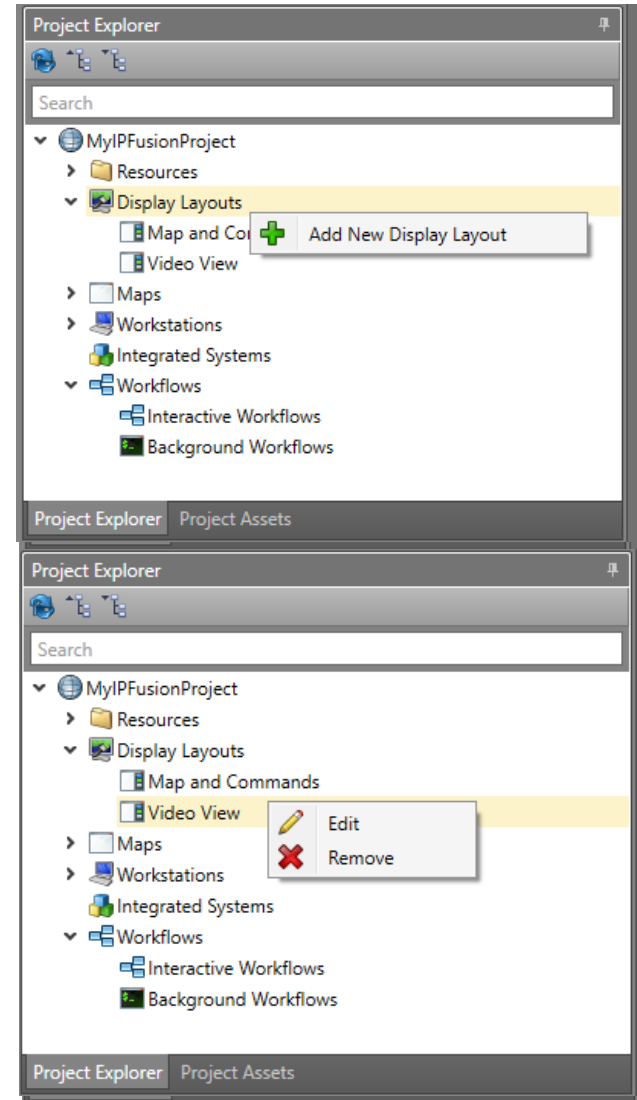 Project Explorer
Search
MyIPFusionProject
Resources
Display Layouts
Map and Co
Add New Display Layout
Video View
Maps
Workstations
Integrated Systems
Workflows
Interactive Workflows
Background Workflows
Project Explorer Project Assets
Project Explorer
Search
MyIPFusionProject
Resources
Display Layouts
Map and Commands
Video View
Edit
Maps
Remove
Workstations
Integrated Systems
Workflows
Interactive Workflows
Background Workflows
Project Explorer Project Assets